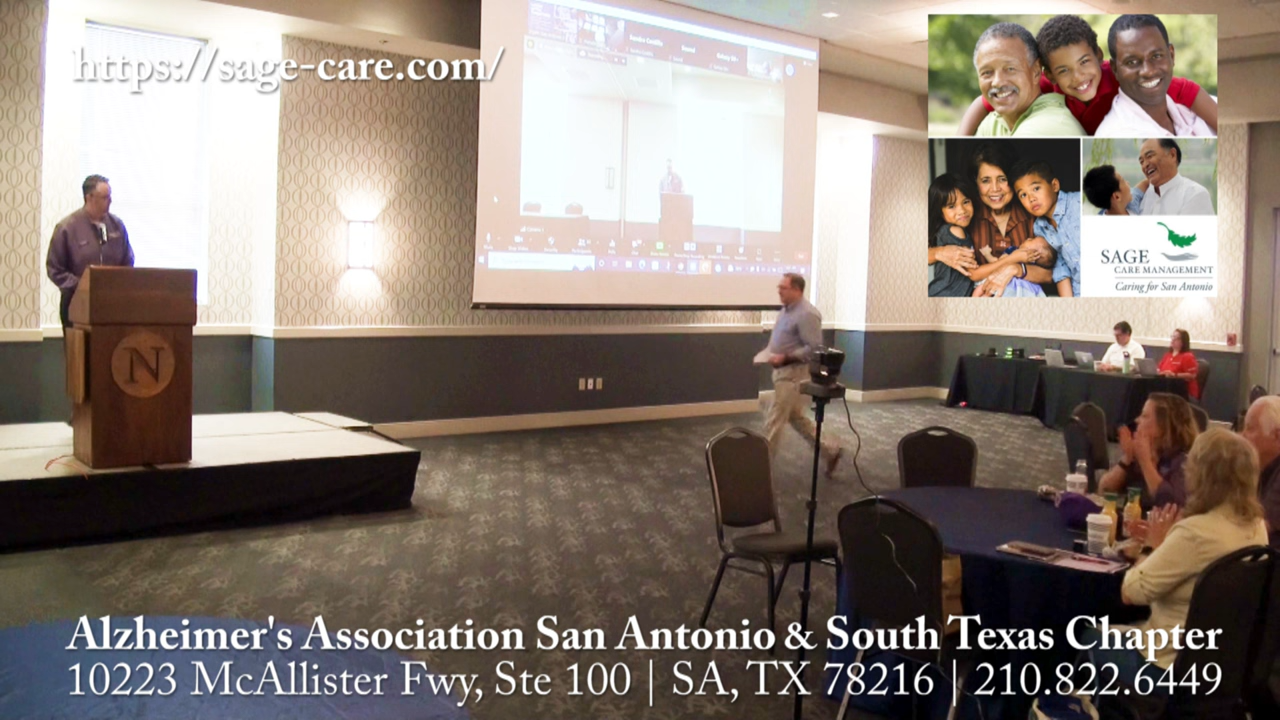 https://sage-care.com/
SAGE
CARE MANAGEMENT
Caring for San Antonio
N
Alzheimer's Association San Antonio & South Texas Chapter
10223 McAllister Fwy, Ste 100 | SA, TX 78216 | 210.822.6449